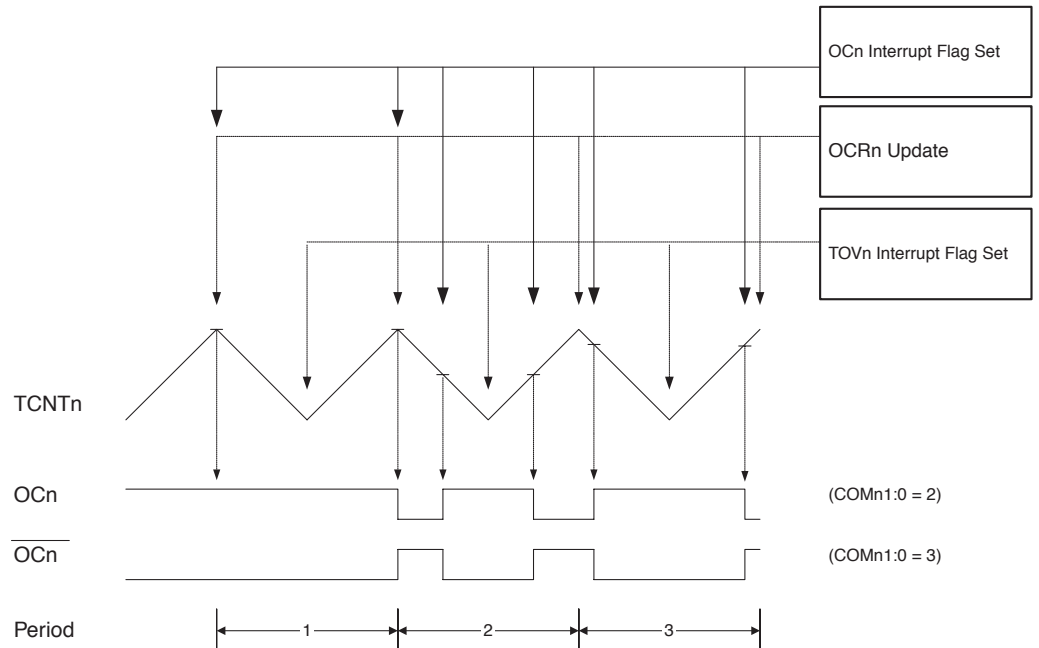 OCn Interrupt Flag Set
OCRn Update
TOVn Interrupt Flag Set
TCNTn
OCn
(COMn1:0 = 2)
OCn
(COMn1:0 = 3)
Period
1
2
3